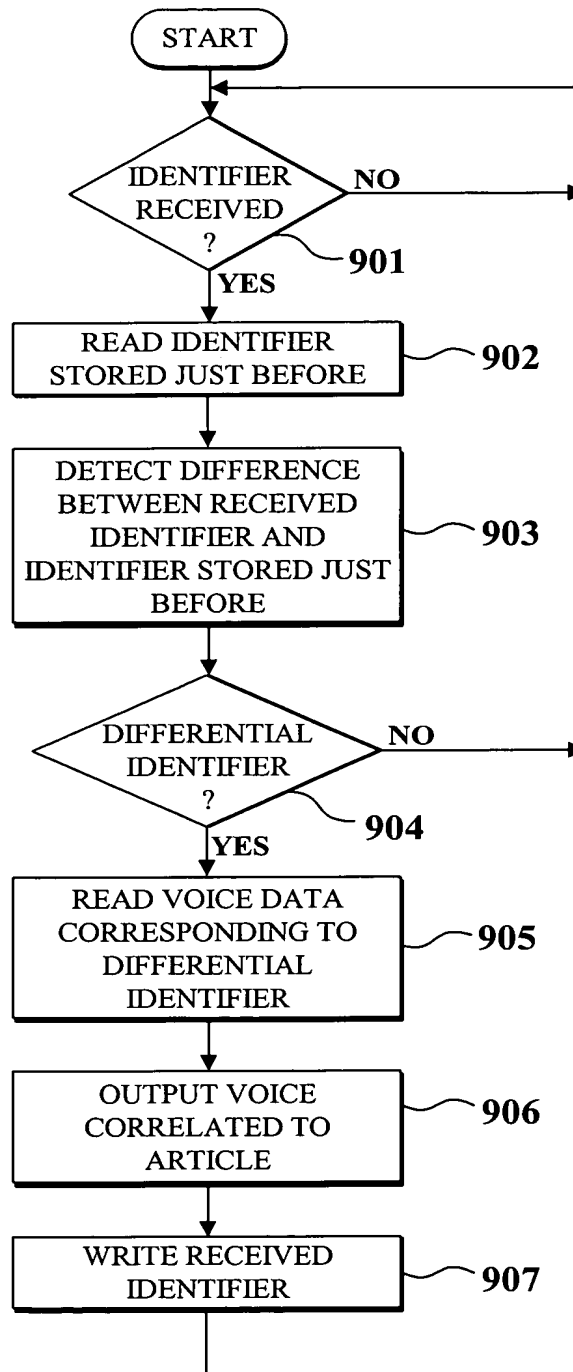 START
IDENTIFIER
RECEIVED
?
NO
901
YES
READ IDENTIFIER
STORED JUST BEFORE
902
DETECT DIFFERENCE
BETWEEN RECEIVED
IDENTIFIER AND
IDENTIFIER STORED JUST
BEFORE
903
DIFFERENTIAL
IDENTIFIER
?
NO
904
YES
READ VOICE DATA
CORRESPONDING TO
DIFFERENTIAL
IDENTIFIER
905
OUTPUT VOICE
CORRELATED TO
ARTICLE
906
WRITE RECEIVED
IDENTIFIER
907